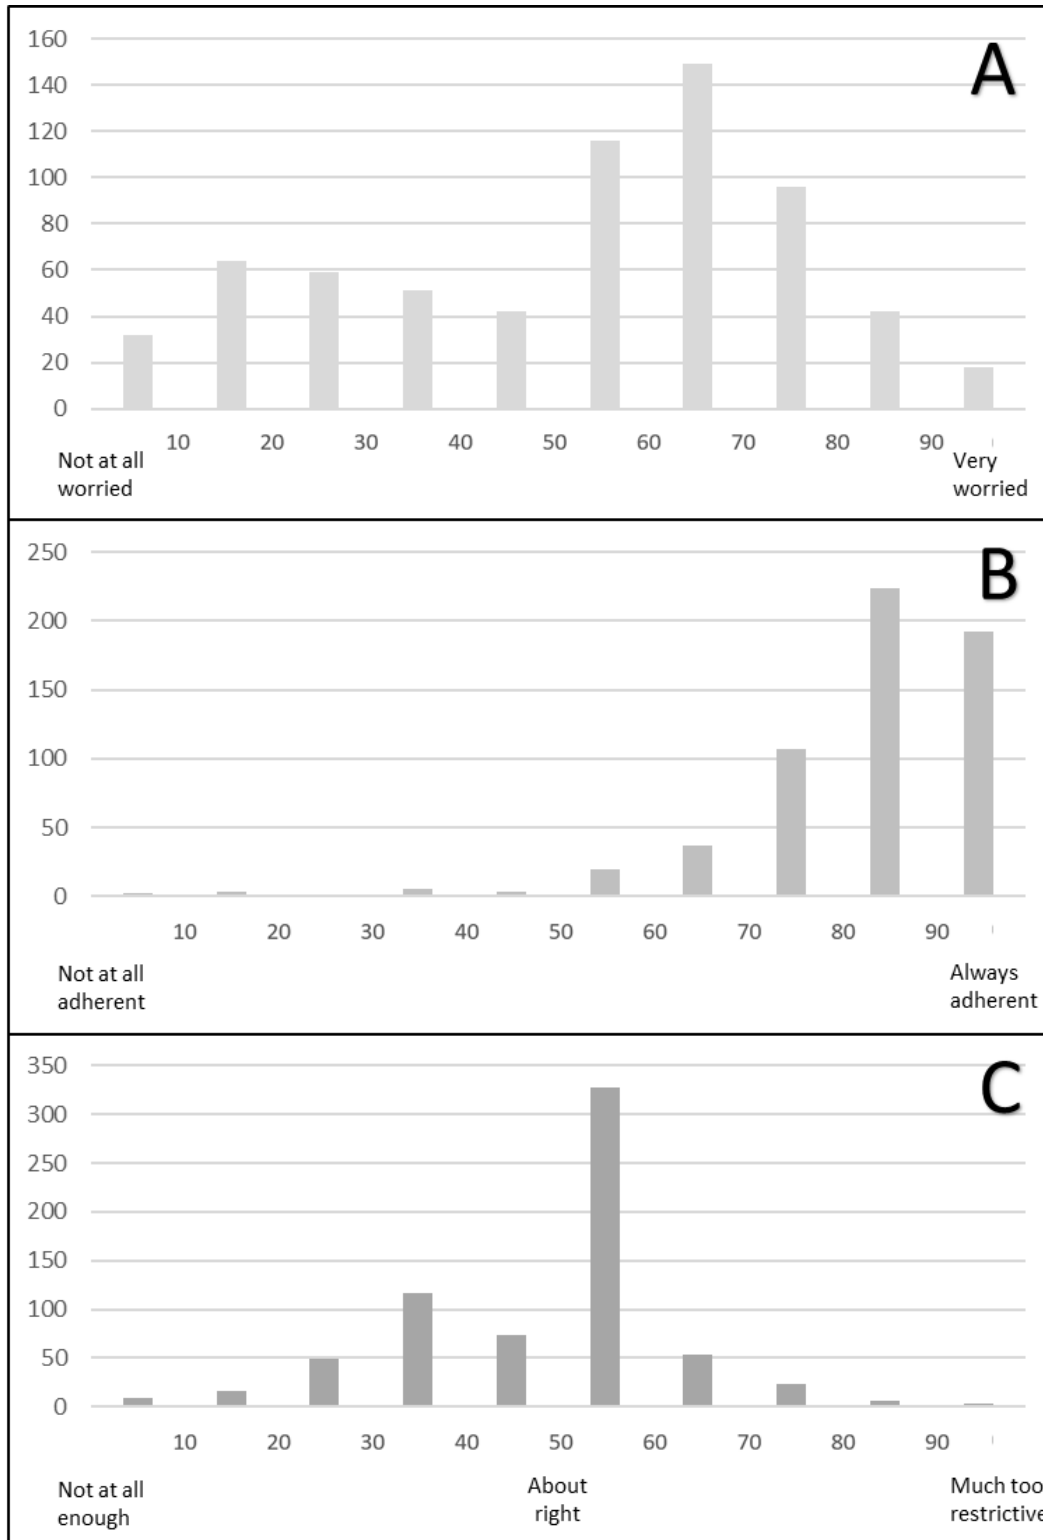 A
160
140
120
100
80
60
40
20
0
10 20 30 40 50 60 70 80 90
Not at all Very
worried worried
B
250
200
150
100
50
0
10 20 30 40 50 60 70 80 90
Not at all Always
adherent adherent
C
350
300
250
200
150
100
50
0
10 20 30 40 50 60 70 80 90
Not at all About Much too
enough right restrictive